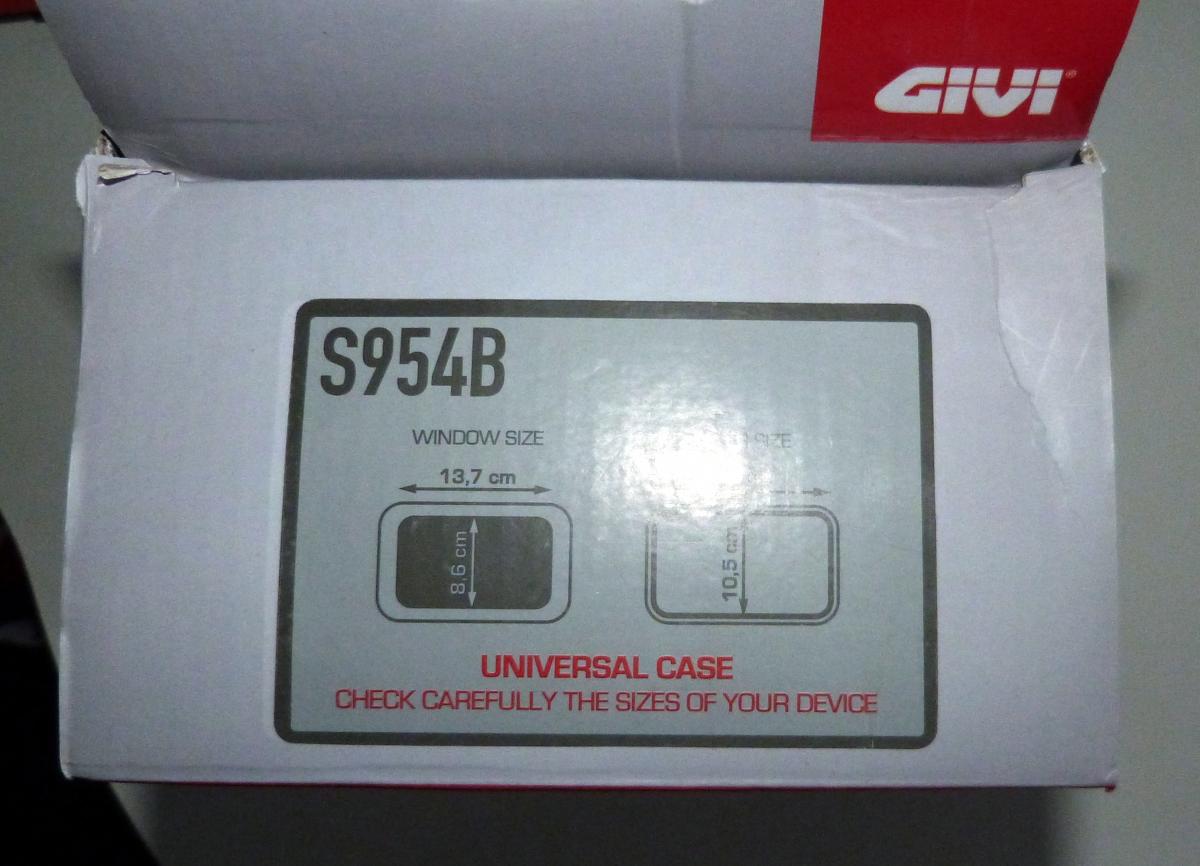 GIVI®
S954B
WINDOW SIZE
SIZE
13,7 cm
8,6 cm
10,5 cm
UNIVERSAL CASE
CHECK CAREFULLY THE SIZES OF YOUR DEVICE